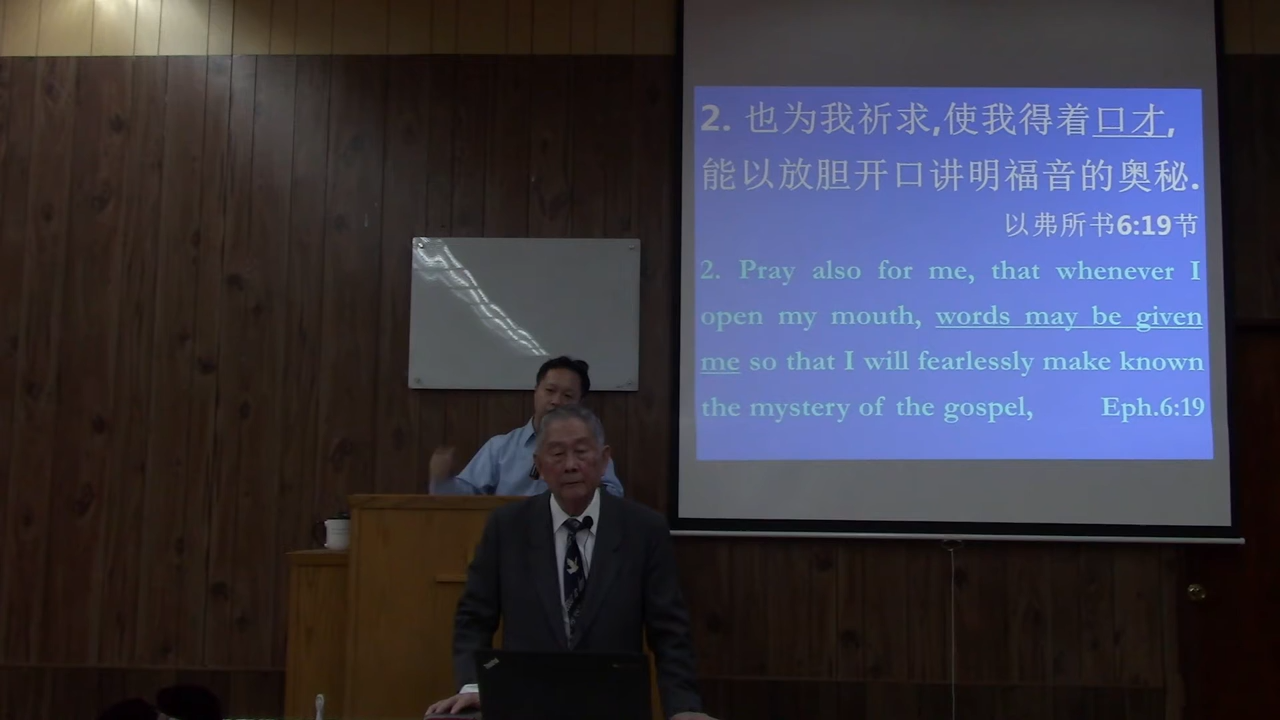 2. 也为我祈求,使我得着口才,
能以放胆开口讲明福音的奥秘.
以弗所书6:19节
2. Pray also for me, that whenever I
open my mouth, words may be given
me so that I will fearlessly make known
the mystery of the gospel, Eph.6:19